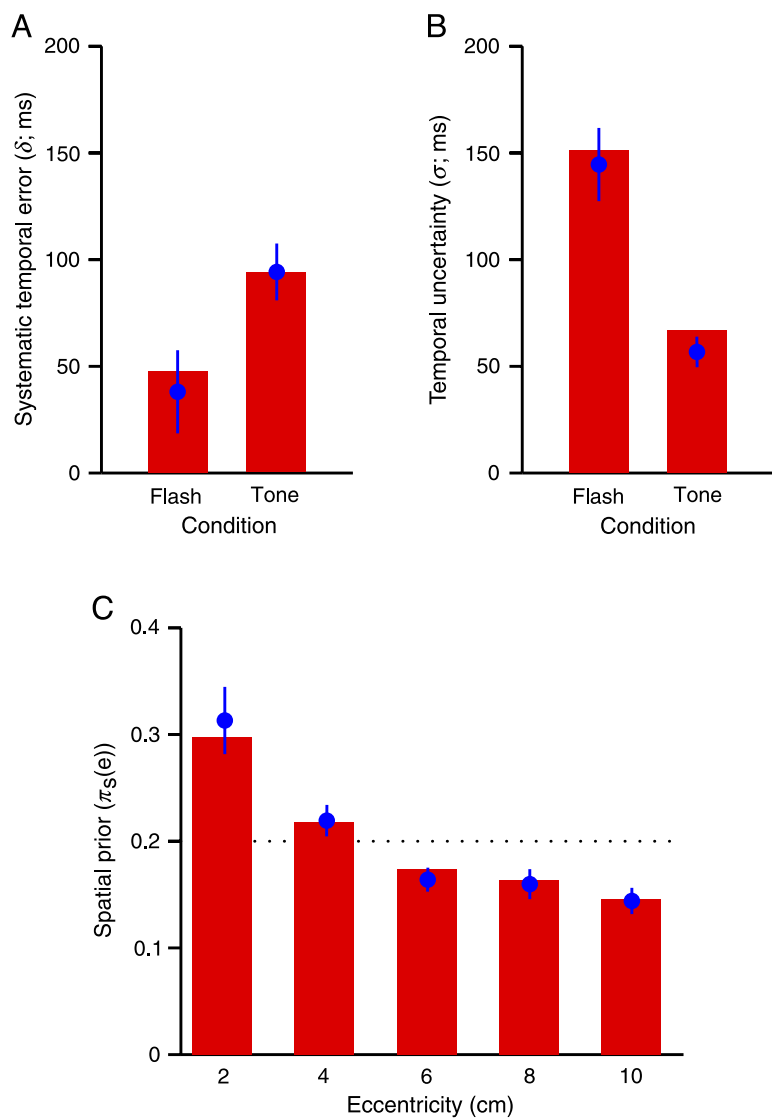 A
200
150
100
50
0
Systematic temporal error (δ; ms)
Flash
Tone
Condition
B
200
150
100
50
0
Temporal uncertainty (σ; ms)
Flash
Tone
Condition
C
0.4
0.3
0.2
0.1
0
Spatial prior (πs(e))
2 4 6 8 10
Eccentricity (cm)